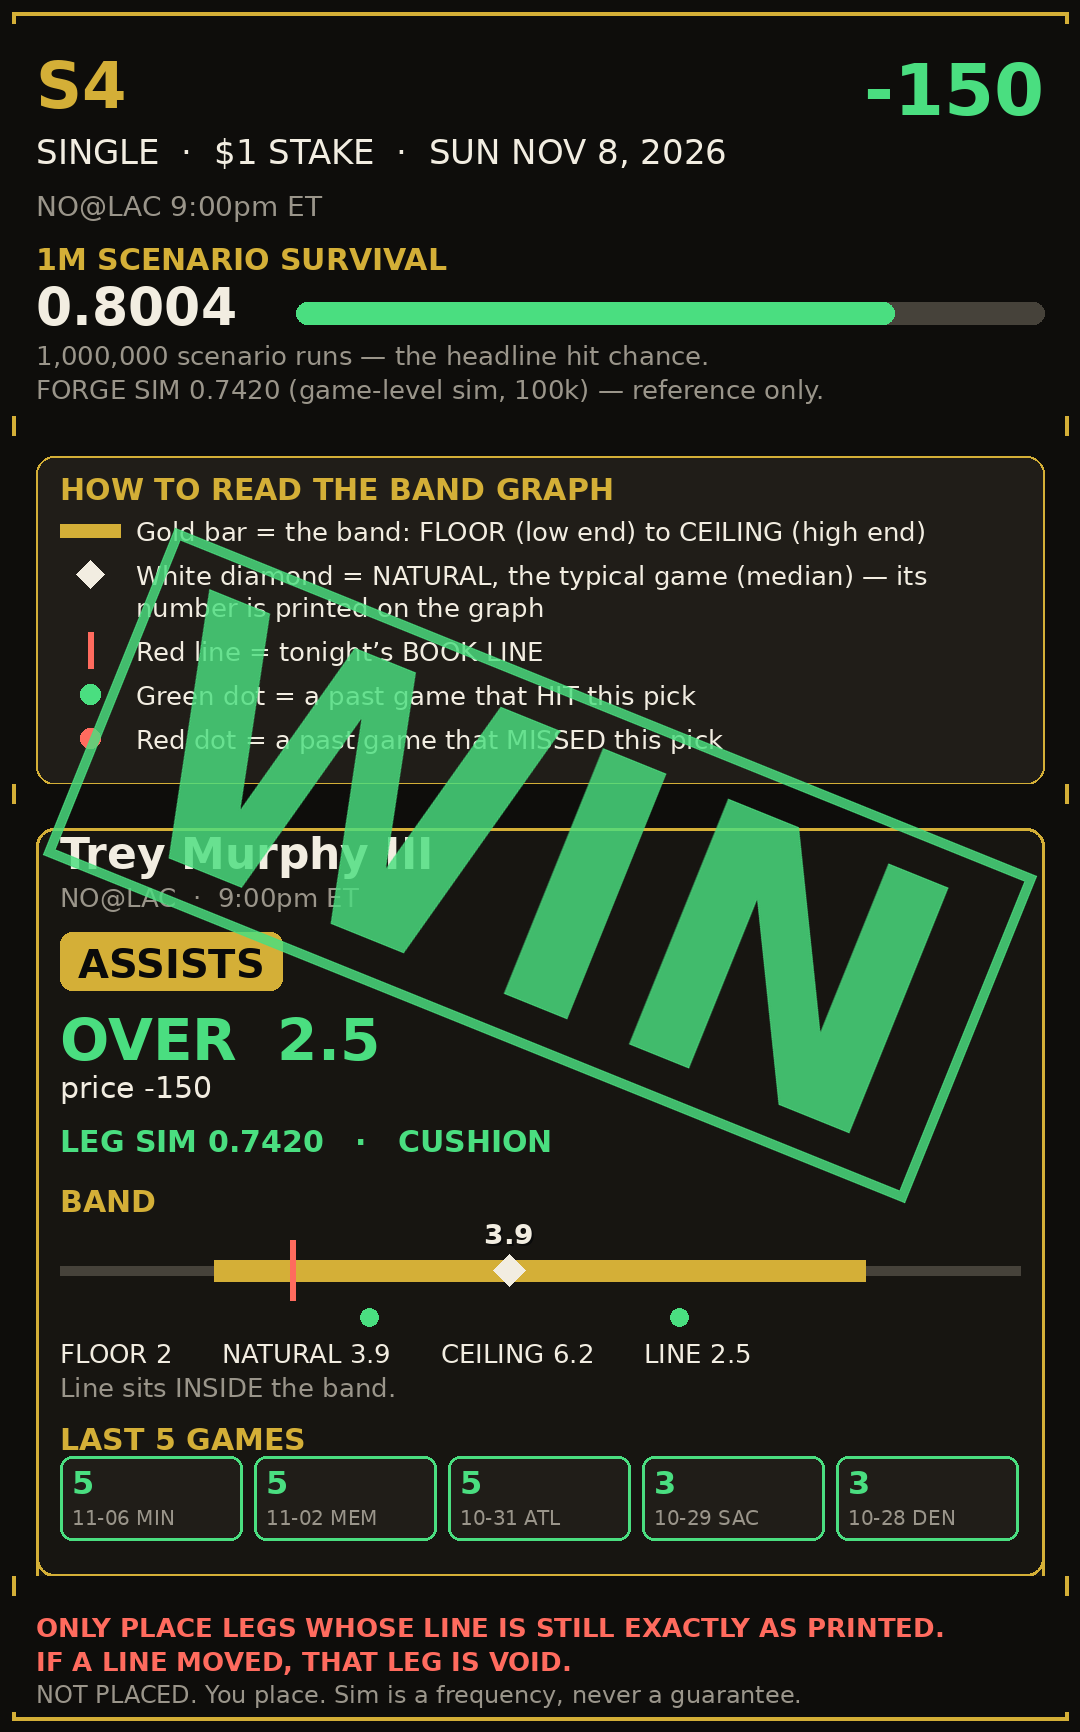 S4
-150
SINGLE · $1 STAKE · SUN NOV 8, 2026
NO@LAC 9:00pm ET
1M SCENARIO SURVIVAL
0.8004
1,000,000 scenario runs — the headline hit chance.
FORGE SIM 0.7420 (game-level sim, 100k) — reference only.
HOW TO READ THE BAND GRAPH
Gold bar = the band: FLOOR (low end) to CEILING (high end)
White diamond = NATURAL, the typical game (median) — its
number is printed on the graph
Red line = tonight’s BOOK LINE
Green dot = a past game that HIT this pick
Red dot = a past game that MISSED this pick
WIN
Trey Murphy III
NO@LAC · 9:00pm ET
ASSISTS
OVER 2.5
price -150
LEG SIM 0.7420 · CUSHION
BAND
3.9
FLOOR 2 NATURAL 3.9 CEILING 6.2 LINE 2.5
Line sits INSIDE the band.
LAST 5 GAMES
5 5 5 3 3
11-06 MIN 11-02 MEM 10-31 ATL 10-29 SAC 10-28 DEN
ONLY PLACE LEGS WHOSE LINE IS STILL EXACTLY AS PRINTED.
IF A LINE MOVED, THAT LEG IS VOID.
NOT PLACED. You place. Sim is a frequency, never a guarantee.